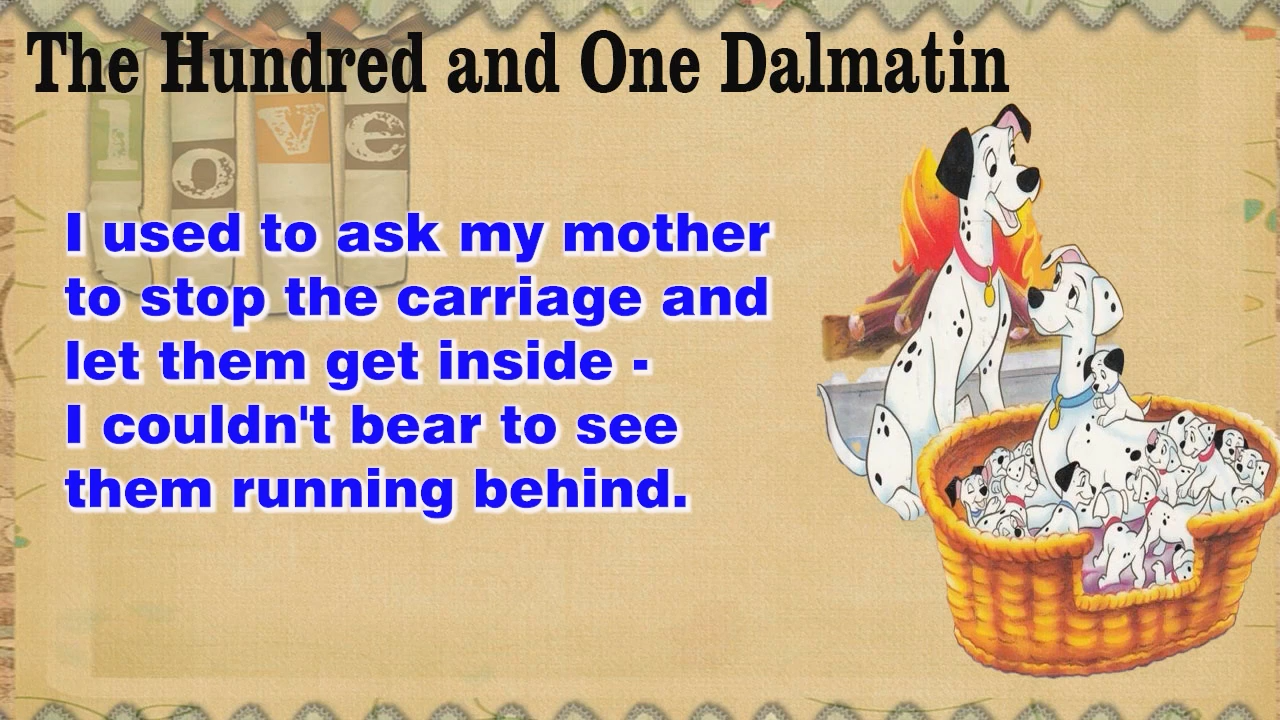 The Hundred and One Dalmatin
love
I used to ask my mother
to stop the carriage and
let them get inside -
I couldn't bear to see
them running behind.